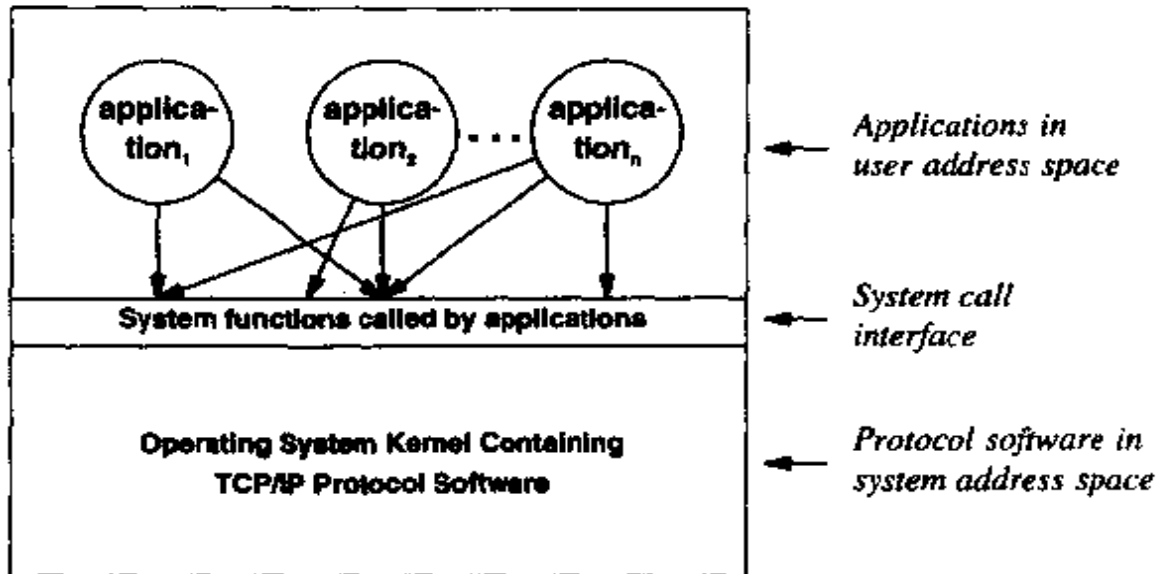 applica-
tion₁
applica-
tion₂
...
applica-
tionₙ
Applications in
user address space
System functions called by applications
System call
interface
Operating System Kernel Containing
TCP/IP Protocol Software
Protocol software in
system address space